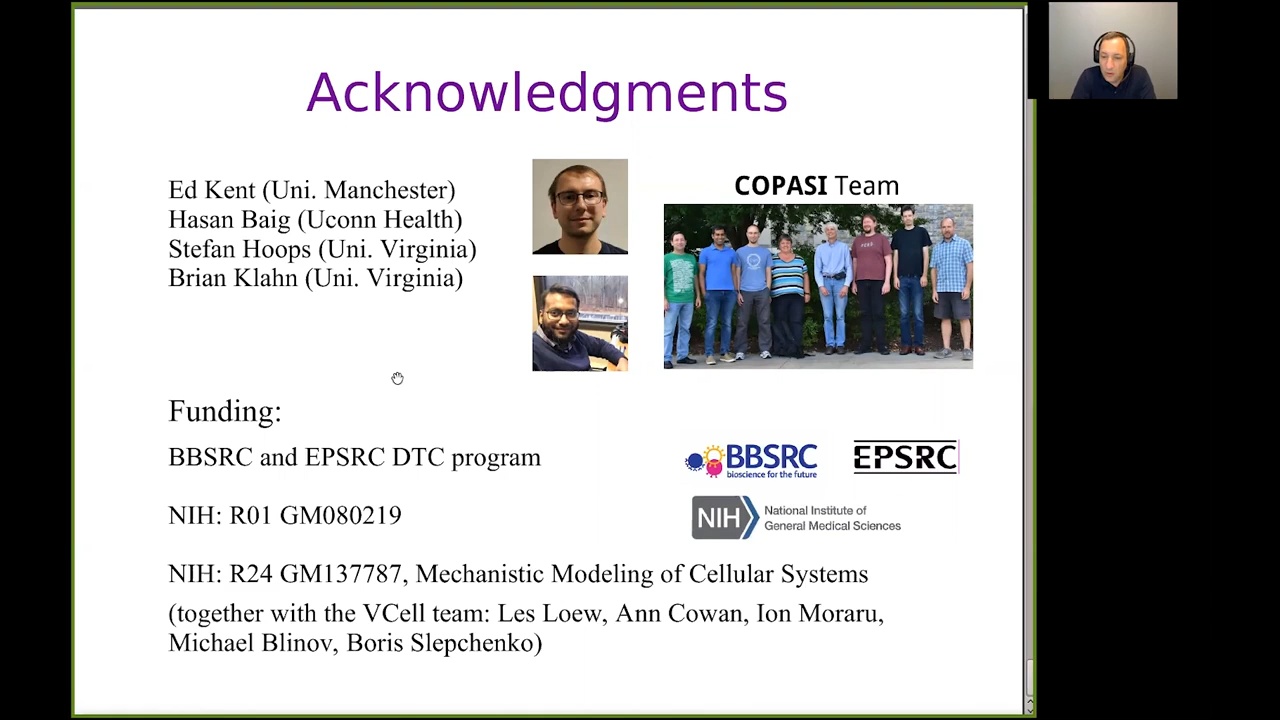 Acknowledgments
Ed Kent (Uni. Manchester)
Hasan Baig (Uconn Health)
Stefan Hoops (Uni. Virginia)
Brian Klahn (Uni. Virginia)
COPASI Team
Funding:
BBSRC and EPSRC DTC program
BBSRC
bioscience for the future
EPSRC
NIH: R01 GM080219
NIH
National Institute of
General Medical Sciences
NIH: R24 GM137787, Mechanistic Modeling of Cellular Systems
(together with the VCell team: Les Loew, Ann Cowan, Ion Moraru,
Michael Blinov, Boris Slepchenko)